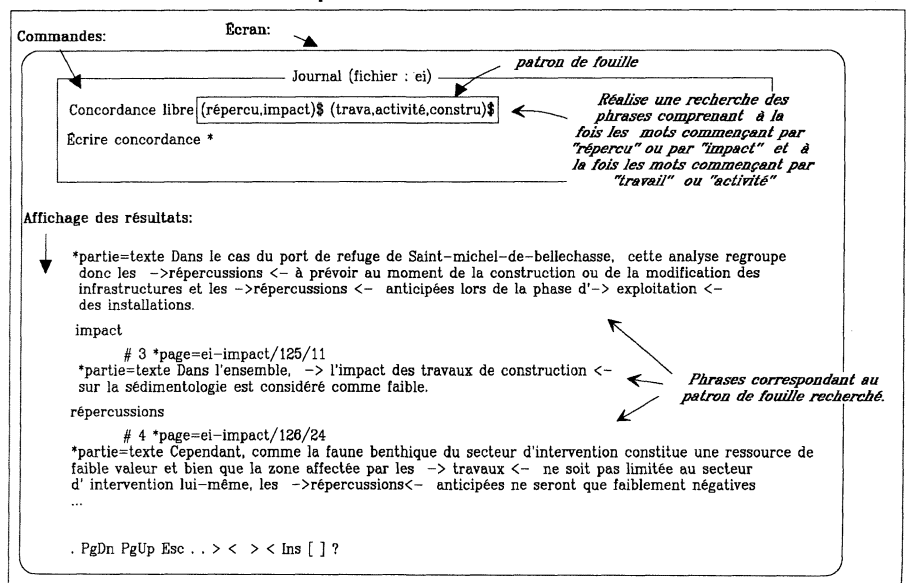 Commandes:
Écran:
Journal (fichier : ei)
patron de fouille
Concordance libre (répercu,impact)$ (trava,activité,constru)$
Écrire concordance *
Réalise une recherche des
phrases comprenant à la
fois les mots commençant par
"répercu" ou par "impact" et à
la fois les mots commençant par
"travail" ou "activité"
Affichage des résultats:
*partie=texte Dans le cas du port de refuge de Saint-michel-de-bellechasse, cette analyse regroupe
donc les ->répercussions <- à prévoir au moment de la construction ou de la modification des
infrastructures et les ->répercussions <- anticipées lors de la phase d'-> exploitation <-
des installations.
impact
# 3 *page=ei-impact/125/11
*partie=texte Dans l'ensemble, -> l'impact des travaux de construction <-
sur la sédimentologie est considéré comme faible.
Phrases correspondant au
patron de fouille recherché.
répercussions
# 4 *page=ei-impact/126/24
*partie=texte Cependant, comme la faune benthique du secteur d'intervention constitue une ressource de
faible valeur et bien que la zone affectée par les -> travaux <- ne soit pas limitée au secteur
d' intervention lui-même, les ->répercussions<- anticipées ne seront que faiblement négatives
...
. PgDn PgUp Esc . . > < > < Ins [ ] ?